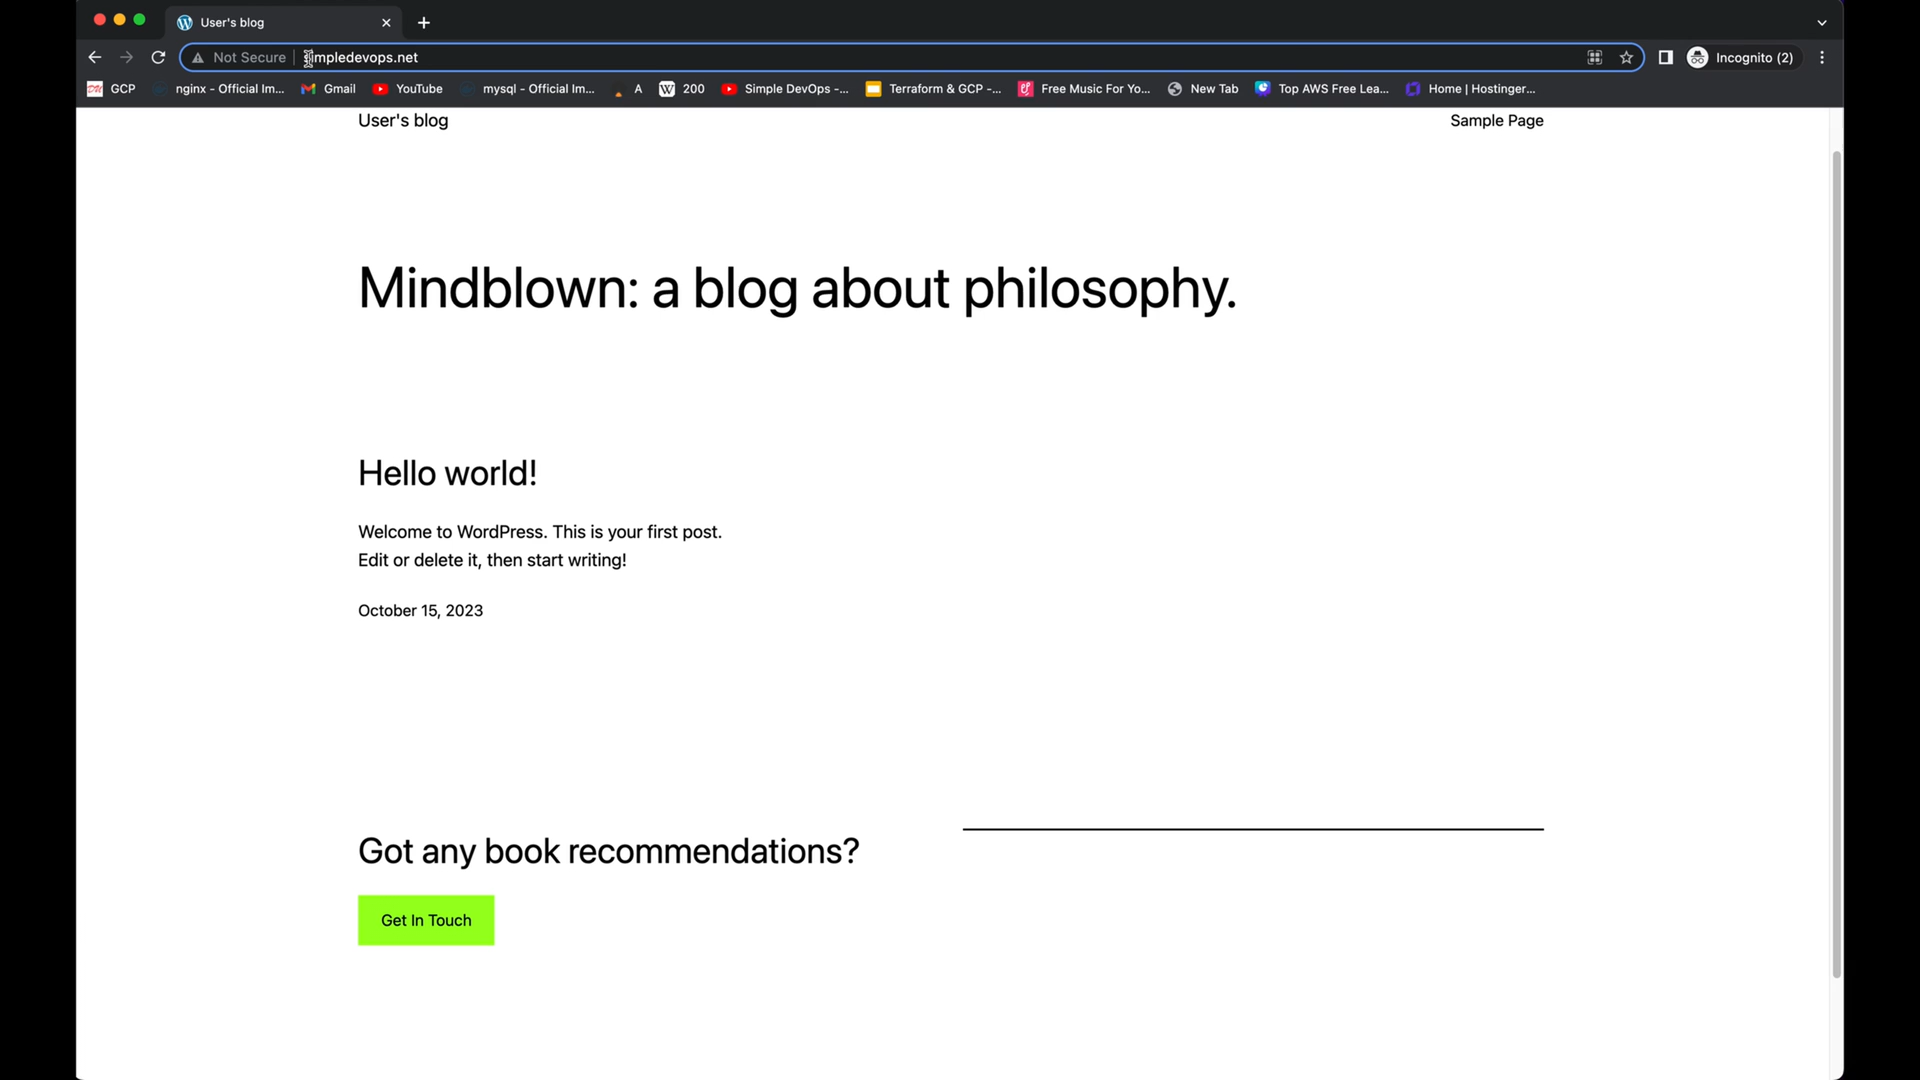 User's blog
Not Secure
simpledevops.net
Incognito (2)
GCP
nginx - Official Im...
Gmail
YouTube
mysql - Official Im...
A
200
Simple DevOps -...
Terraform & GCP -...
Free Music For Yo...
New Tab
Top AWS Free Lea...
Home | Hostinger...
User's blog
Sample Page
Mindblown: a blog about philosophy.
Hello world!
Welcome to WordPress. This is your first post.
Edit or delete it, then start writing!
October 15, 2023
Got any book recommendations?
Get In Touch